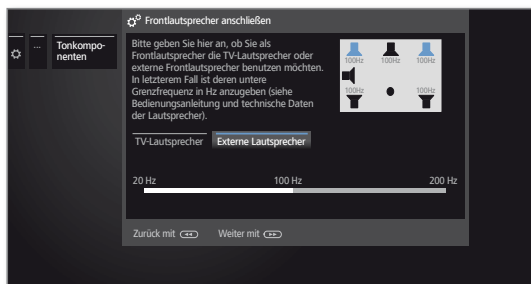 Frontlautsprecher anschließen
...
Tonkompo-
nenten
Bitte geben Sie hier an, ob Sie als
Frontlautsprecher die TV-Lautsprecher oder
externe Frontlautsprecher benutzen möchten.
In letzterem Fall ist deren untere
Grenzfrequenz in Hz anzugeben (siehe
Bedienungsanleitung und technische Daten
der Lautsprecher).
100Hz 100Hz 100Hz
100Hz 100Hz
TV-Lautsprecher Externe Lautsprecher
20 Hz 100 Hz 200 Hz
Zurück mit Weiter mit